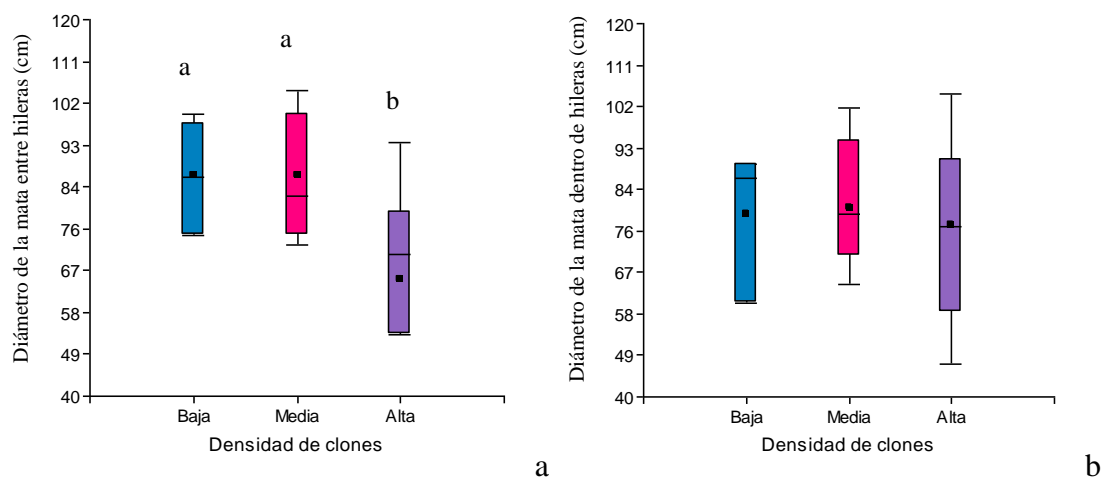 Diámetro de la mata entre hileras (cm)
120
111
102
93
84
76
67
58
49
40
a
a
b
Baja
Media
Alta
Densidad de clones
a
Diámetro de la mata dentro de hileras (cm)
120
111
102
93
84
76
67
58
49
40
Baja
Media
Alta
Densidad de clones
b